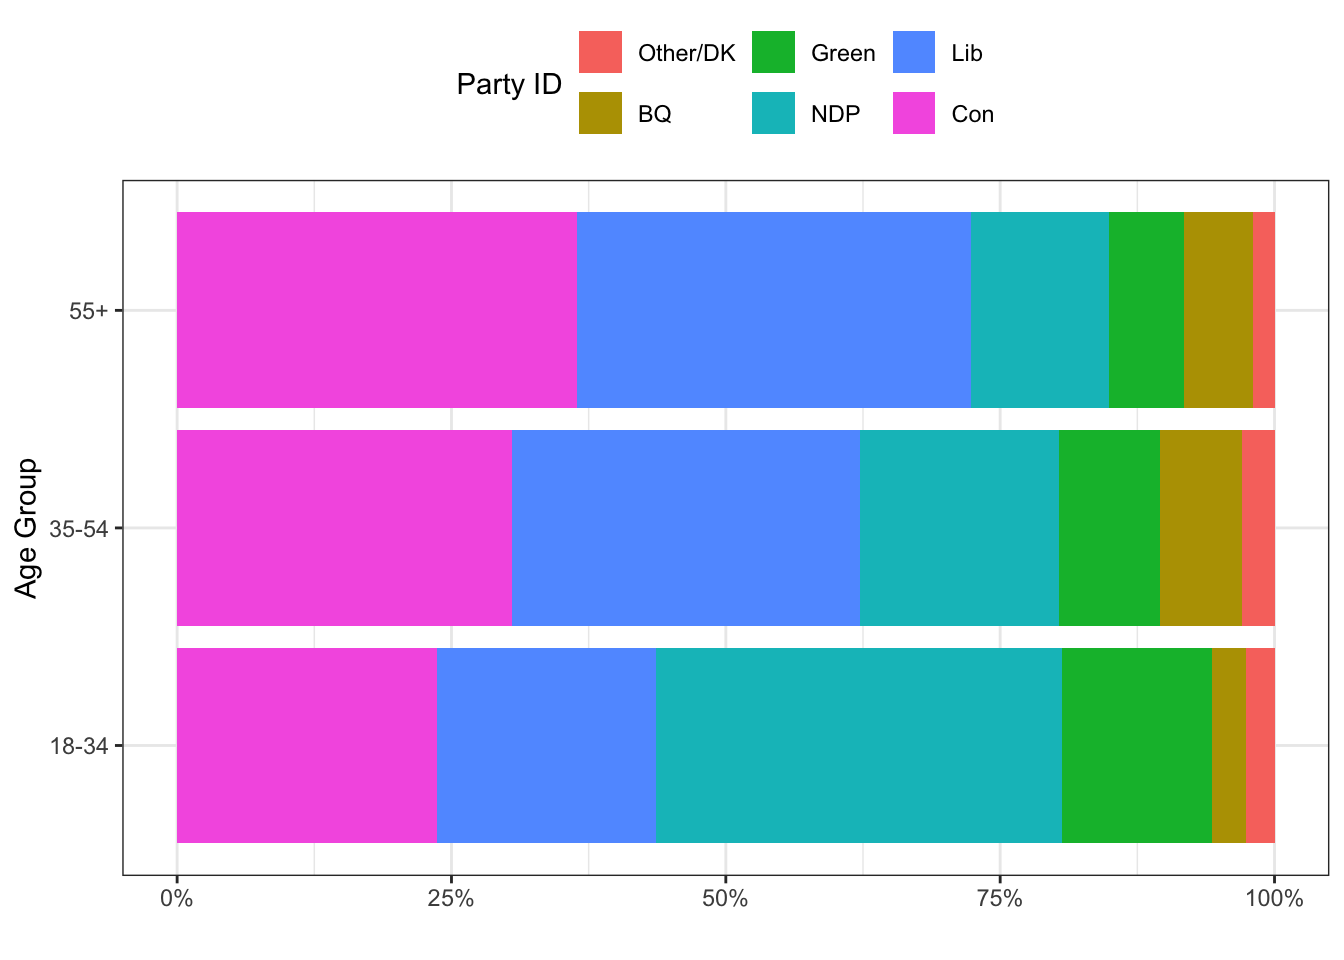 Party ID
Other/DK
Green
Lib
BQ
NDP
Con
Age Group
55+
35-54
18-34
0%
25%
50%
75%
100%